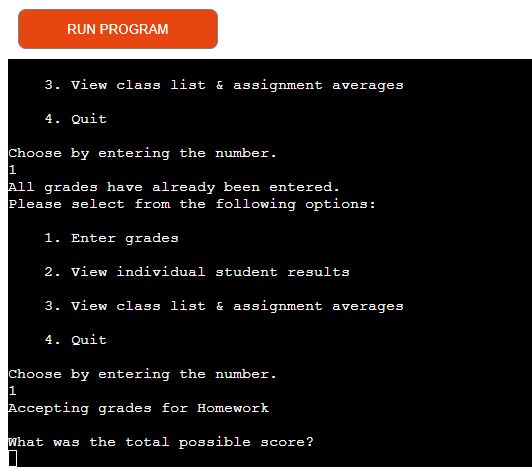 RUN PROGRAM
3. View class list & assignment averages
4. Quit
Choose by entering the number.
1
All grades have already been entered.
Please select from the following options:
1. Enter grades
2. View individual student results
3. View class list & assignment averages
4. Quit
Choose by entering the number.
1
Accepting grades for Homework
What was the total possible score?